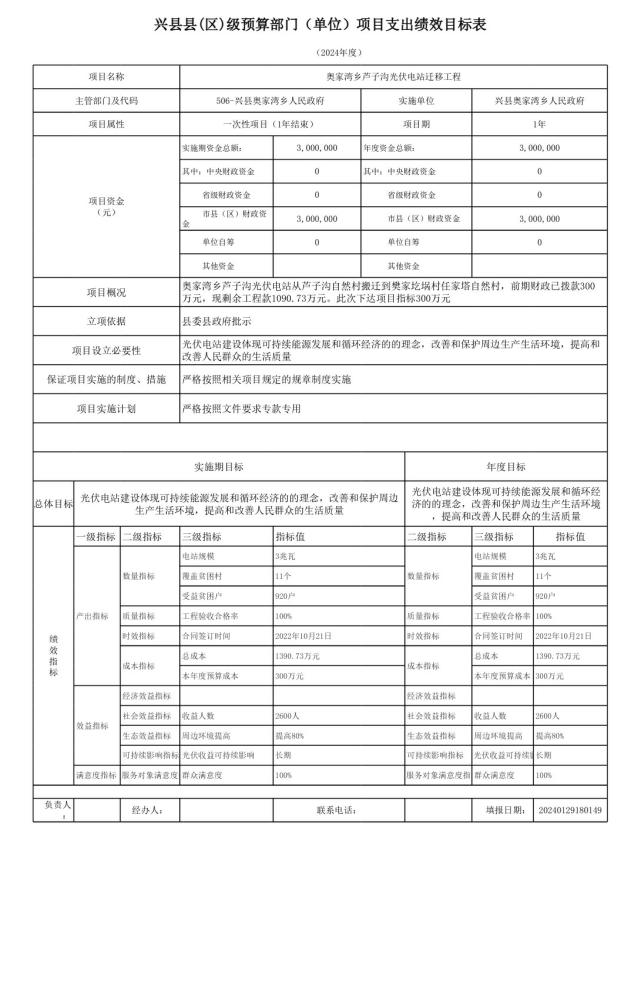 兴县县(区)级预算部门（单位）项目支出绩效目标表
（2024年度）
项目名称 奥家湾乡芦子沟光伏电站迁移工程
主管部门及代码 506-兴县奥家湾乡人民政府 实施单位 兴县奥家湾乡人民政府
项目属性 一次性项目（1年结束） 项目期 1年
项目资金
（元）
实施期资金总额： 3,000,000 年度资金总额： 3,000,000
其中：中央财政资金 0 其中：中央财政资金 0
省级财政资金 0 省级财政资金 0
市县（区）财政资
金 3,000,000 市县（区）财政资金 3,000,000
单位自筹 0 单位自筹 0
其他资金 其他资金
项目概况 奥家湾乡芦子沟光伏电站从芦子沟自然村搬迁到樊家圪埚村任家塔自然村，前期财政已拨款300
万元，现剩余工程款1090.73万元。此次下达项目指标300万元
立项依据 县委县政府批示
项目设立必要性 光伏电站建设体现可持续能源发展和循环经济的的理念，改善和保护周边生产生活环境，提高和
改善人民群众的生活质量
保证项目实施的制度、措施 严格按照相关项目规定的规章制度实施
项目实施计划 严格按照文件要求专款专用
实施期目标 年度目标
总体目标 光伏电站建设体现可持续能源发展和循环经济的的理念，改善和保护周边
生产生活环境，提高和改善人民群众的生活质量
光伏电站建设体现可持续能源发展和循环经
济的的理念，改善和保护周边生产生活环境
，提高和改善人民群众的生活质量
绩
效
指
标
一级指标 二级指标 三级指标 指标值 二级指标 三级指标 指标值
产出指标
数量指标 电站规模 3兆瓦 数量指标 电站规模 3兆瓦
覆盖贫困村 11个 覆盖贫困村 11个
受益贫困户 920户 受益贫困户 920户
质量指标 工程验收合格率 100% 质量指标 工程验收合格率 100%
时效指标 合同签订时间 2022年10月21日 时效指标 合同签订时间 2022年10月21日
成本指标 总成本 1390.73万元 成本指标 总成本 1390.73万元
本年度预算成本 300万元 本年度预算成本 300万元
效益指标
经济效益指标 经济效益指标
社会效益指标 收益人数 2600人 社会效益指标 收益人数 2600人
生态效益指标 周边环境提高 提高80% 生态效益指标 周边环境提高 提高80%
可持续影响指标 光伏收益可持续影响 长期 可持续影响指标 光伏收益可持续 长期
满意度指标 服务对象满意度 群众满意度 100% 服务对象满意度指 群众满意度 100%
负责人
： 经办人： 联系电话： 填报日期： 20240129180149